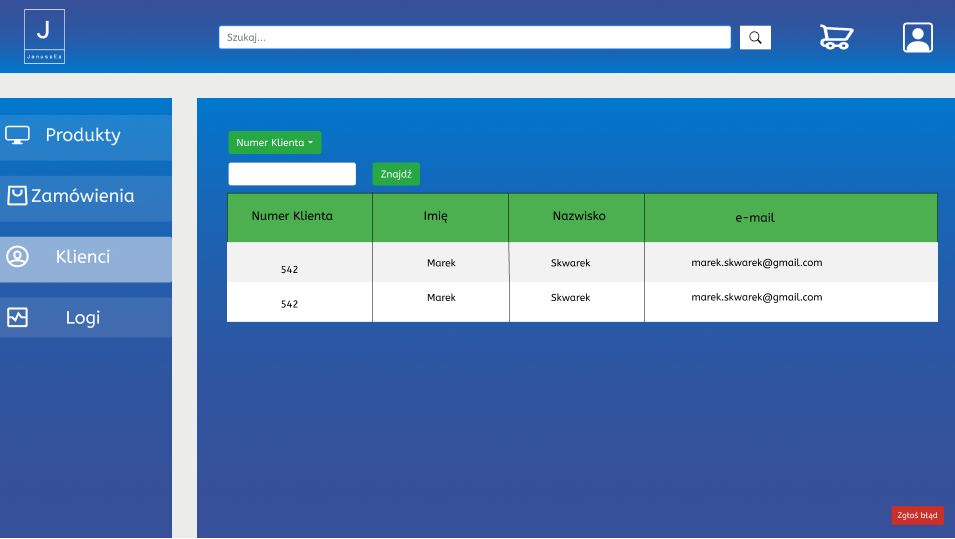 J
JanuszEx
Szukaj...
Produkty
Zamówienia
Klienci
Logi
Numer Klienta
Znajdź
Numer Klienta Imię Nazwisko e-mail
542 Marek Skwarek marek.skwarek@gmail.com
542 Marek Skwarek marek.skwarek@gmail.com
Zgłoś błąd